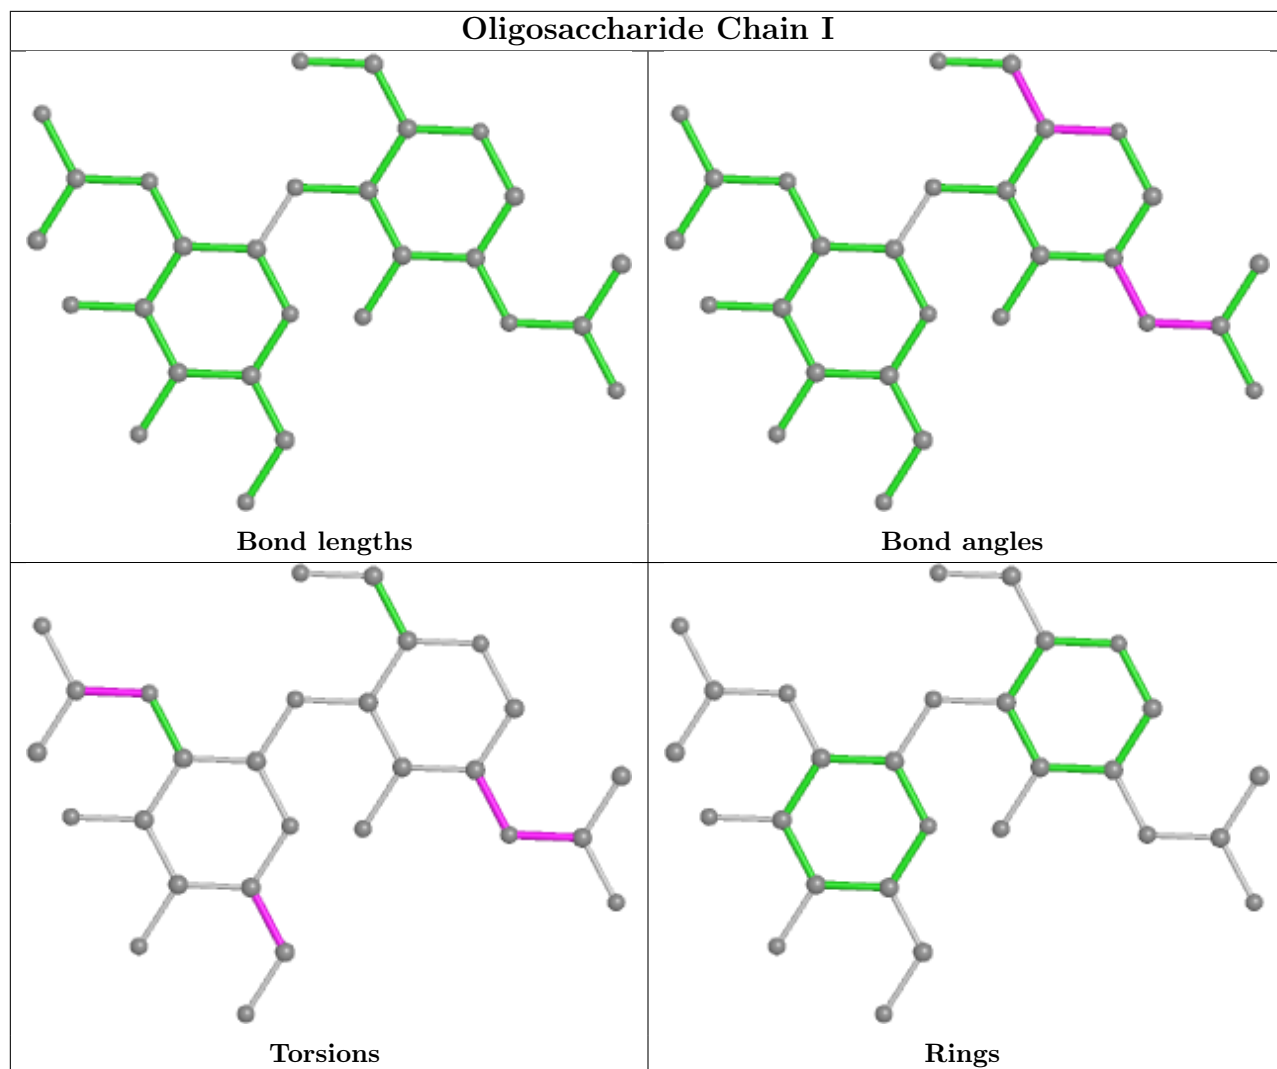 Oligosaccharide Chain I
Bond lengths
Bond angles
Torsions
Rings